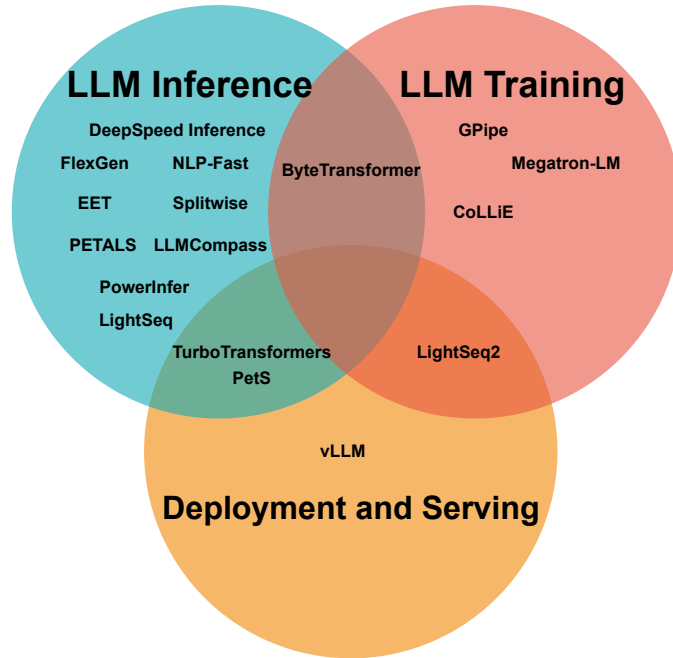 LLM Inference
LLM Training
DeepSpeed Inference
GPipe
FlexGen
NLP-Fast
ByteTransformer
Megatron-LM
EET
Splitwise
CoLLiE
PETALS
LLMCompass
PowerInfer
LightSeq
TurboTransformers
LightSeq2
PetS
vLLM
Deployment and Serving